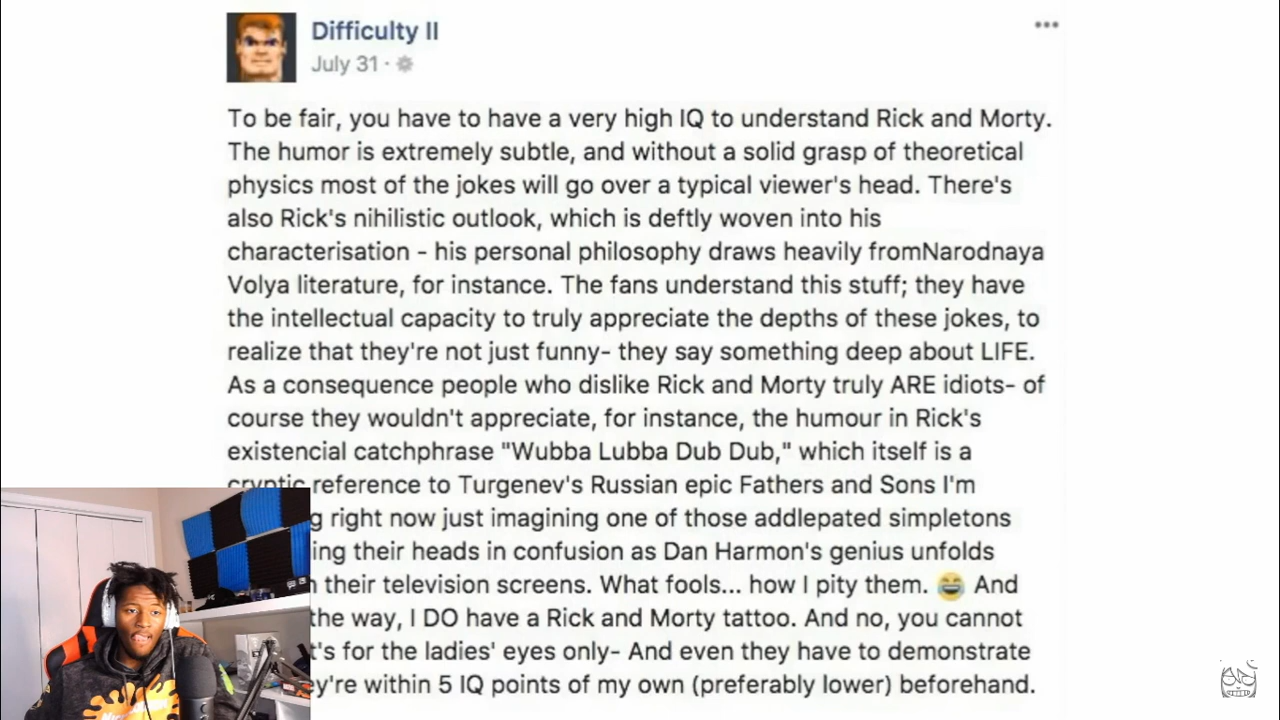 Difficulty II
July 31 ·
To be fair, you have to have a very high IQ to understand Rick and Morty.
The humor is extremely subtle, and without a solid grasp of theoretical
physics most of the jokes will go over a typical viewer's head. There's
also Rick's nihilistic outlook, which is deftly woven into his
characterisation - his personal philosophy draws heavily fromNarodnaya
Volya literature, for instance. The fans understand this stuff; they have
the intellectual capacity to truly appreciate the depths of these jokes, to
realize that they're not just funny- they say something deep about LIFE.
As a consequence people who dislike Rick and Morty truly ARE idiots- of
course they wouldn't appreciate, for instance, the humour in Rick's
existencial catchphrase "Wubba Lubba Dub Dub," which itself is a
cryptic reference to Turgenev's Russian epic Fathers and Sons I'm
right now just imagining one of those addlepated simpletons
their heads in confusion as Dan Harmon's genius unfolds
their television screens. What fools... how I pity them. 😂 And
the way, I DO have a Rick and Morty tattoo. And no, you cannot
for the ladies' eyes only- And even they have to demonstrate
within 5 IQ points of my own (preferably lower) beforehand.